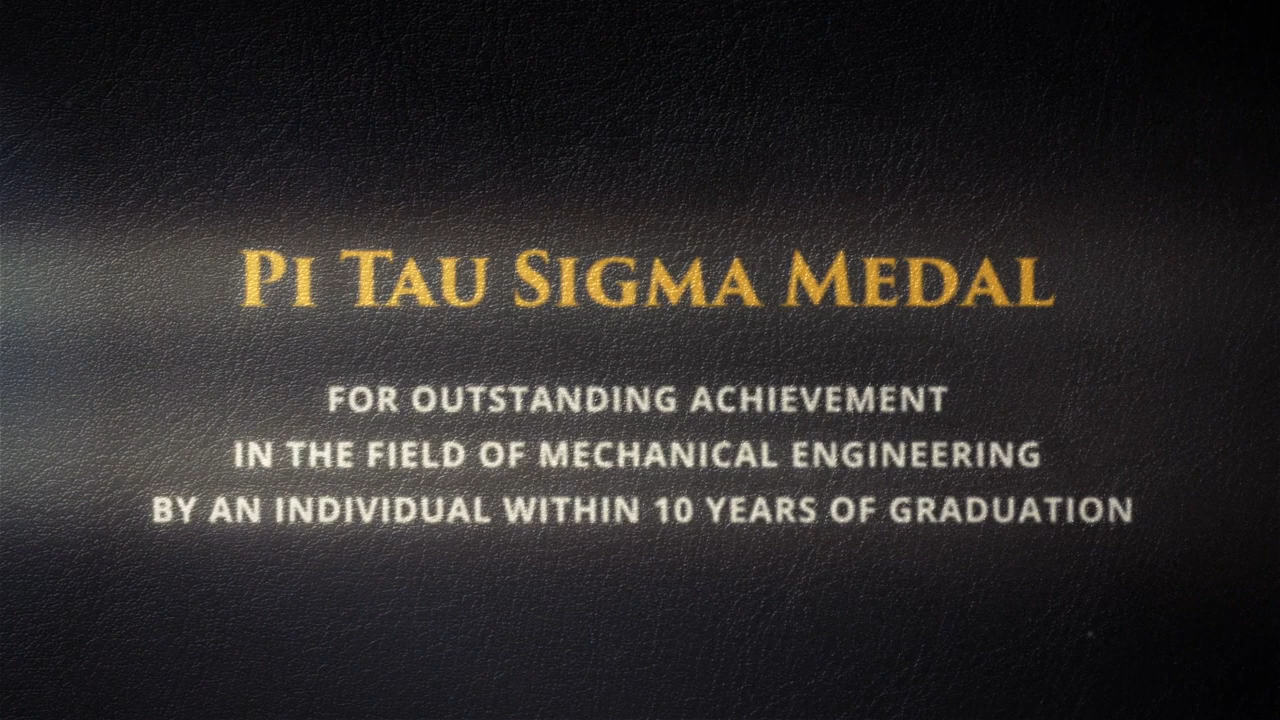 Pi Tau Sigma Medal
FOR OUTSTANDING ACHIEVEMENT
IN THE FIELD OF MECHANICAL ENGINEERING
BY AN INDIVIDUAL WITHIN 10 YEARS OF GRADUATION